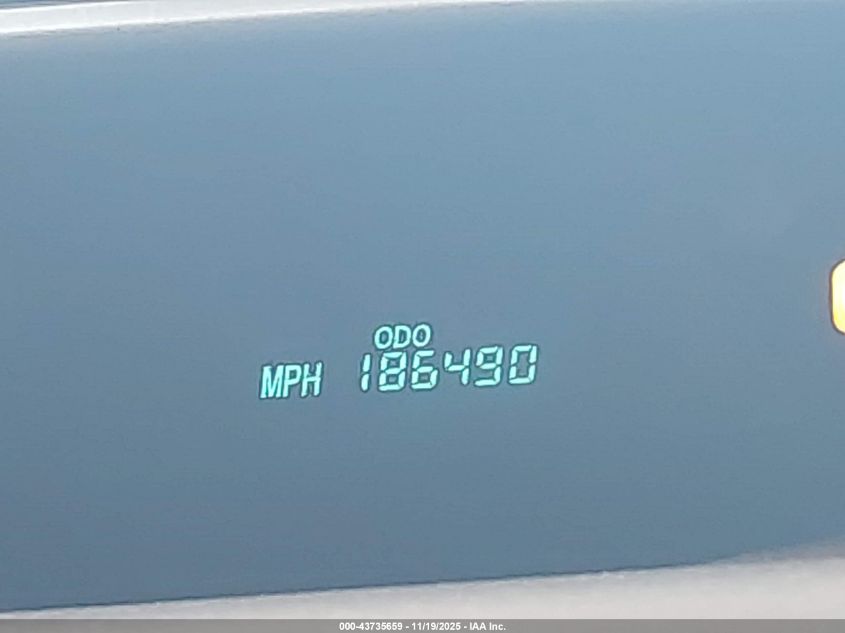 ODO
MPH 186490
000-43735659 - 11/19/2025 - IAA Inc.